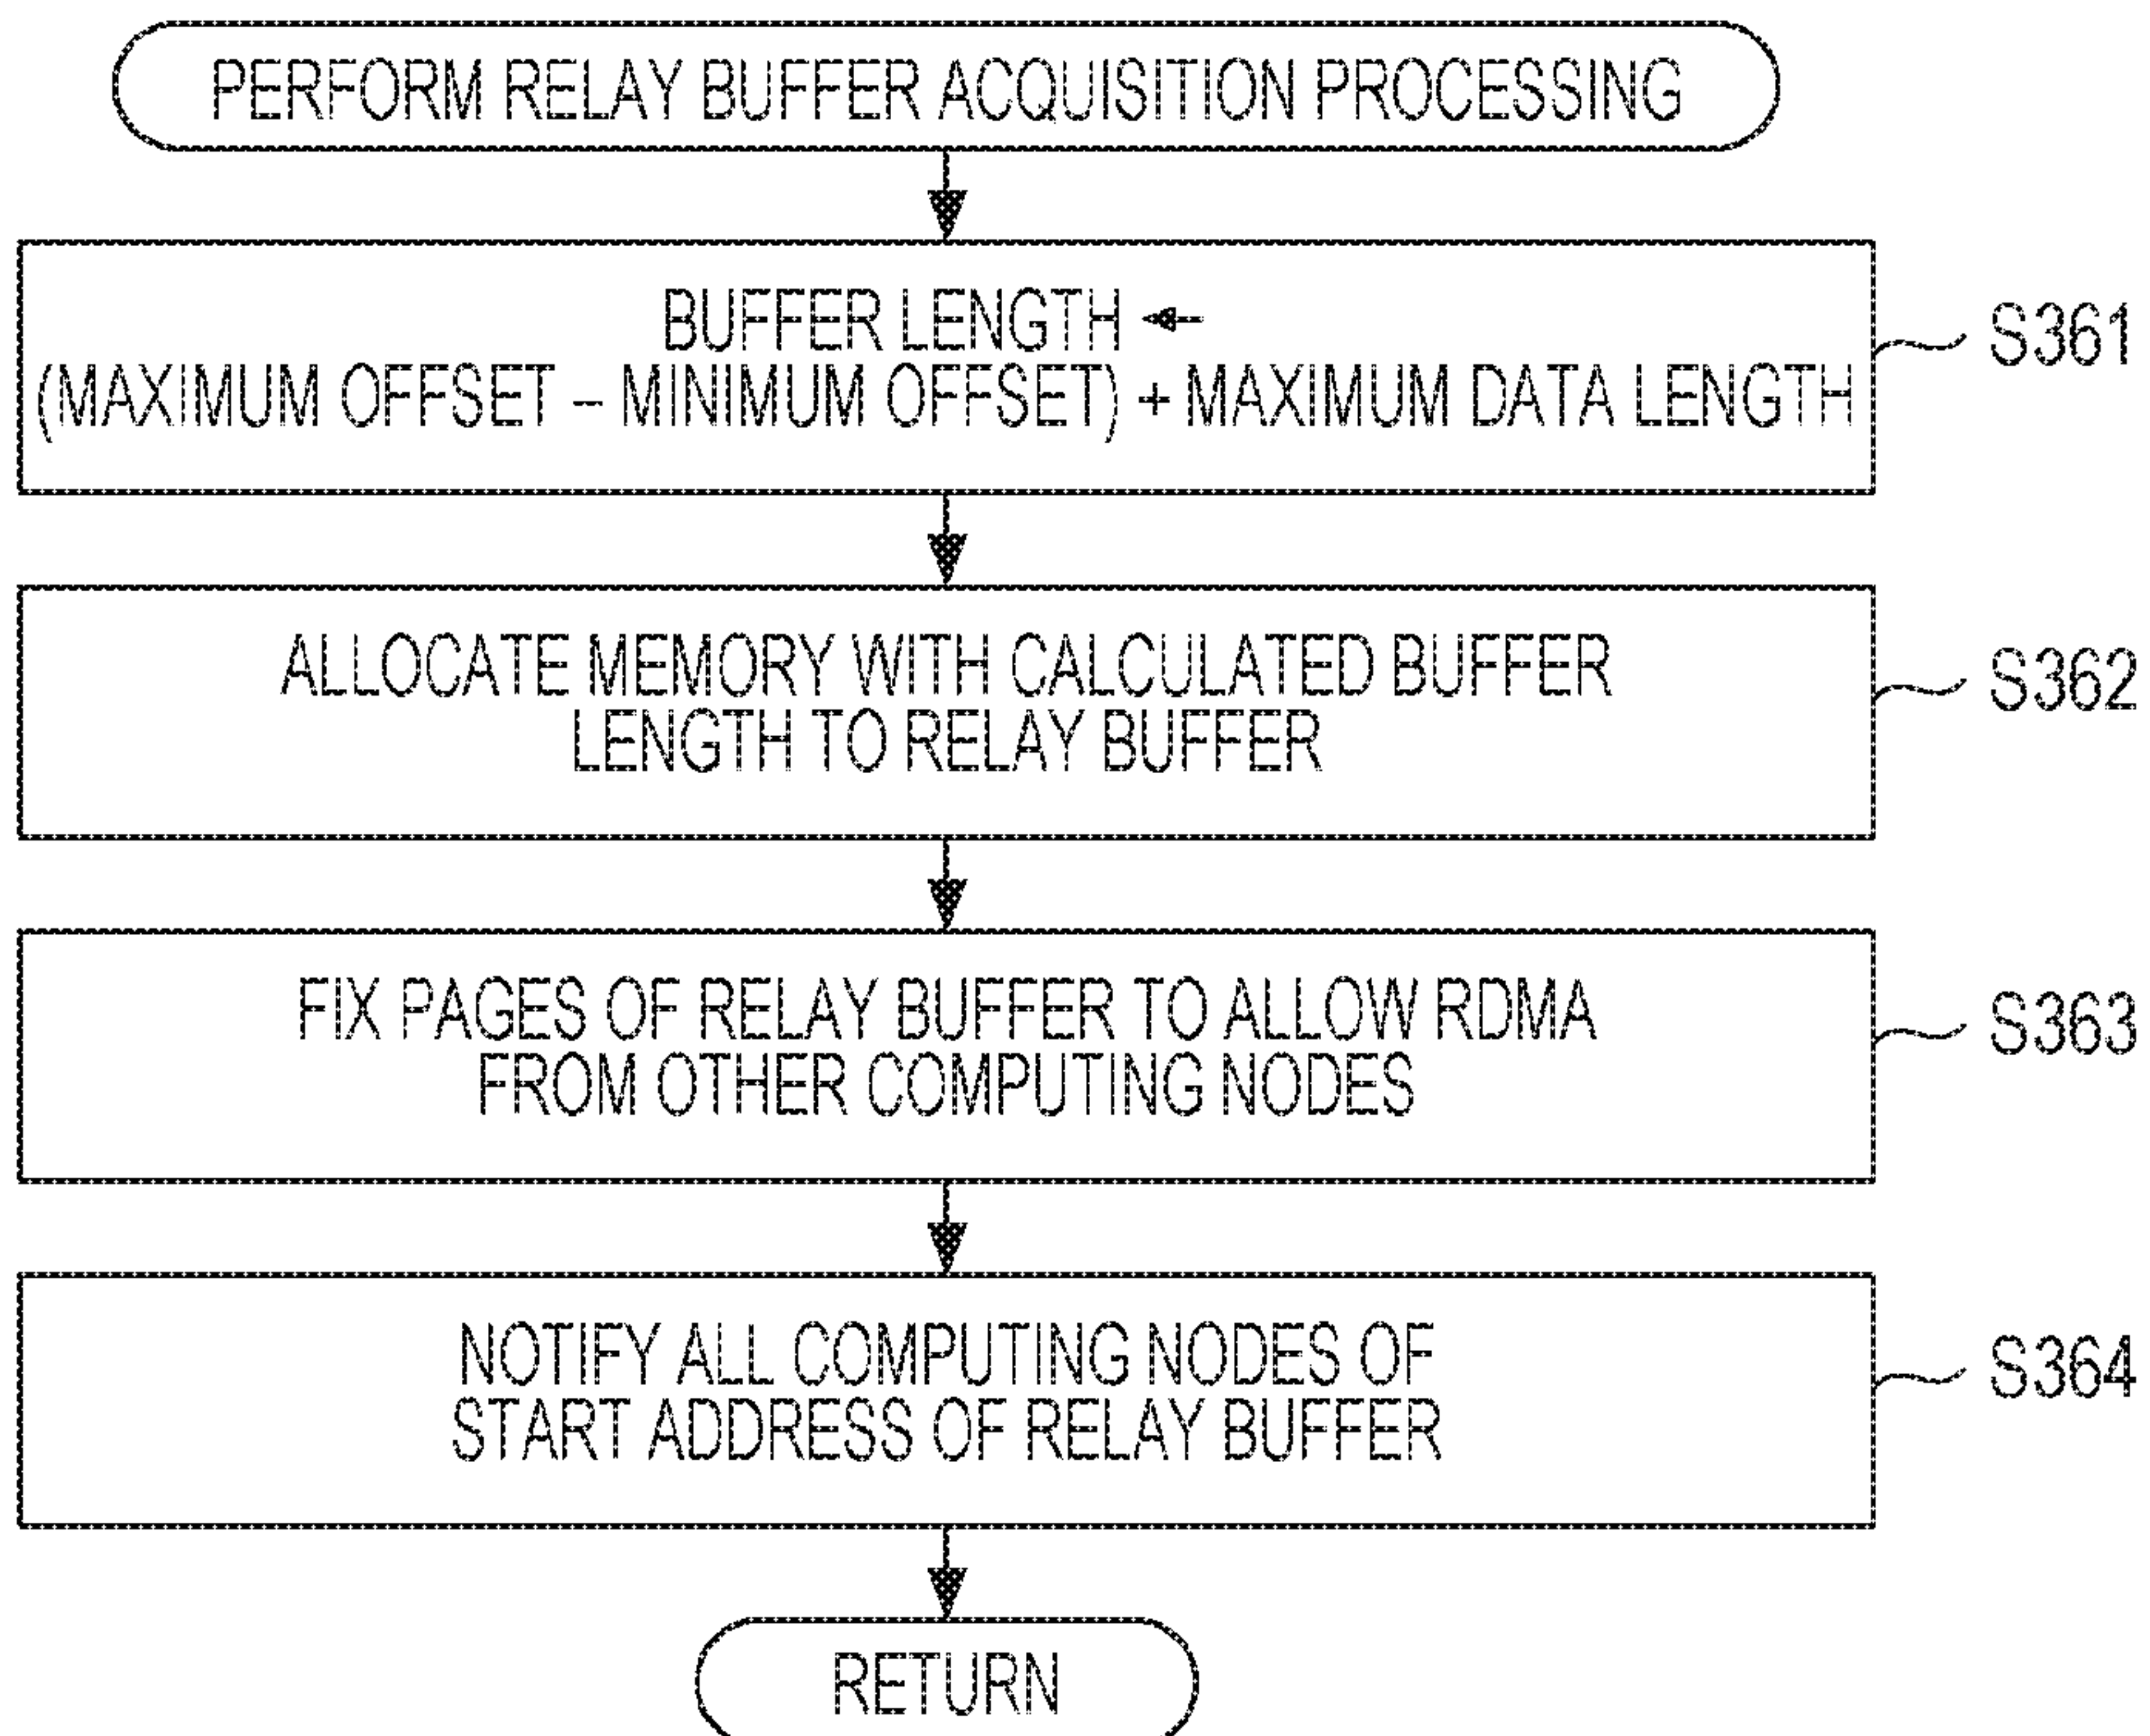 PERFORM RELAY BUFFER ACQUISITION PROCESSING
BUFFER LENGTH ←
(MAXIMUM OFFSET – MINIMUM OFFSET) + MAXIMUM DATA LENGTH
S361
ALLOCATE MEMORY WITH CALCULATED BUFFER
LENGTH TO RELAY BUFFER
S362
FIX PAGES OF RELAY BUFFER TO ALLOW RDMA
FROM OTHER COMPUTING NODES
S363
NOTIFY ALL COMPUTING NODES OF
START ADDRESS OF RELAY BUFFER
S364
RETURN